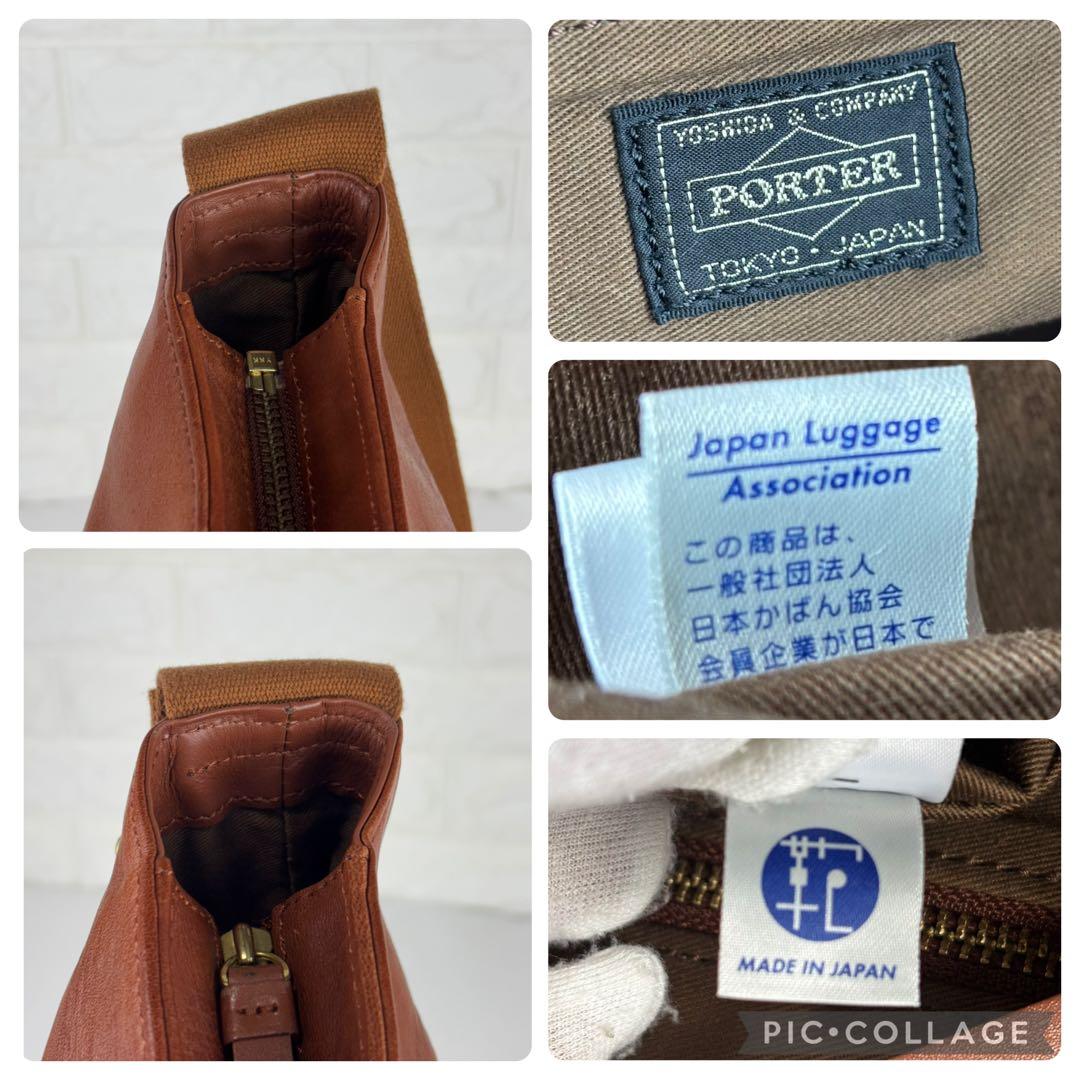 YKK
YOSHIDA & COMPANY
PORTER
TOKYO・JAPAN
Japan Luggage
Association
この商品は、
一般社団法人
日本かばん協会
会員企業が日本で
鞄
MADE IN JAPAN
PIC•COLLAGE